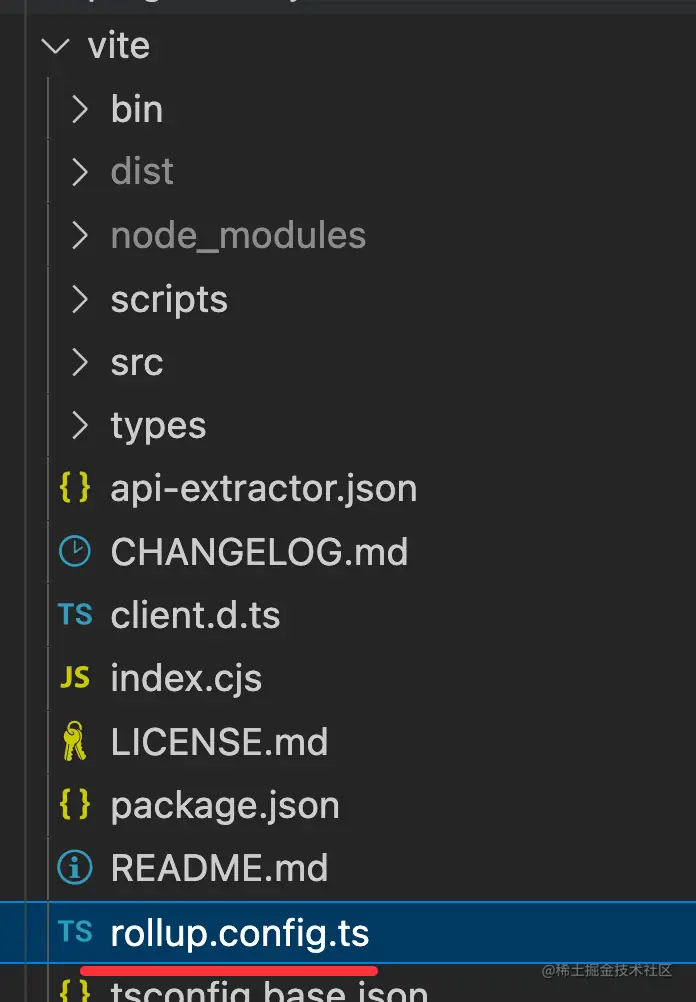 vite
bin
dist
node_modules
scripts
src
types
{} api-extractor.json
CHANGELOG.md
TS client.d.ts
JS index.cjs
LICENSE.md
{} package.json
README.md
TS rollup.config.ts
@稀土掘金技术社区
{} tsconfig.base.json